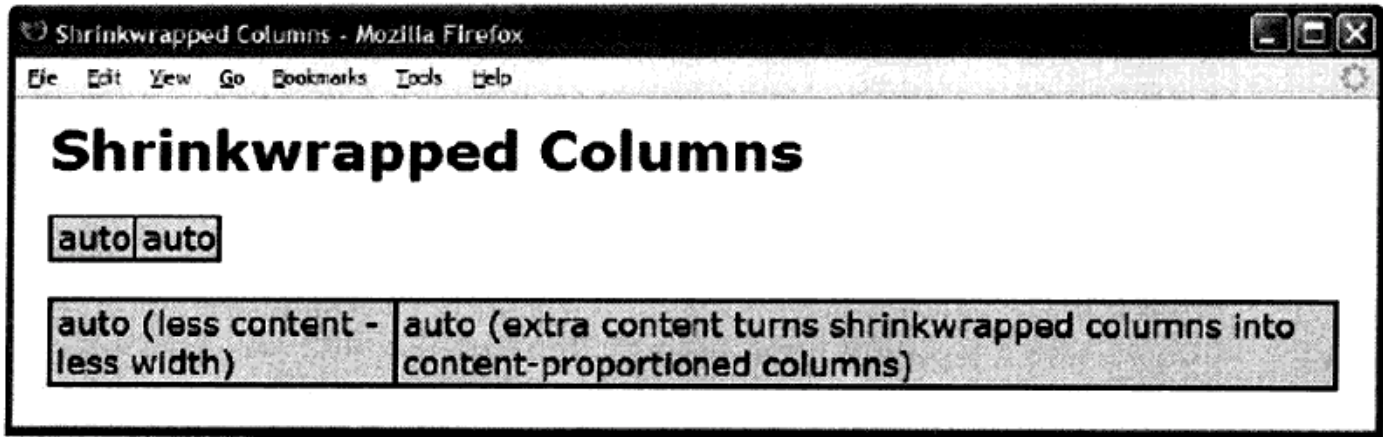 Shrinkwrapped Columns - Mozilla Firefox
File Edit View Go Bookmarks Tools Help
Shrinkwrapped Columns
auto auto
auto (less content - auto (extra content turns shrinkwrapped columns into
less width) content-proportioned columns)